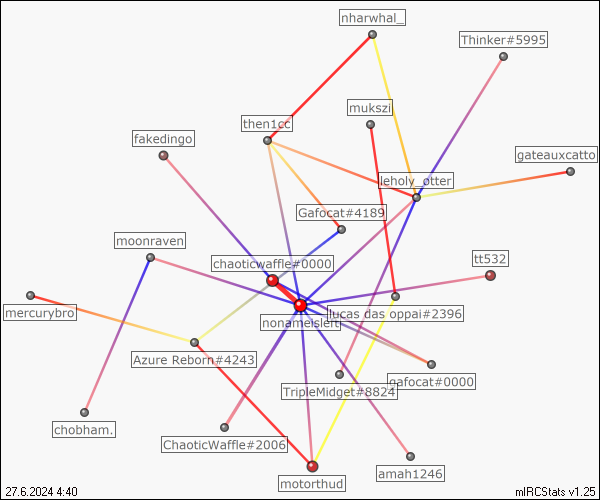 nharwhal_
Thinker#5995
mukszi
then1cc
fakedingo
gateauxcatto
leholy_otter
Gafocat#4189
moonraven
chaoticwaffle#0000
tt532
mercurybro
lucas das oppai#2396
nonameisleft
Azure Reborn#4243
gafocat#0000
TripleMidget#8824
chobham.
ChaoticWaffle#2006
amah1246
motorthud
27.6.2024 4:40
mIRCStats v1.25